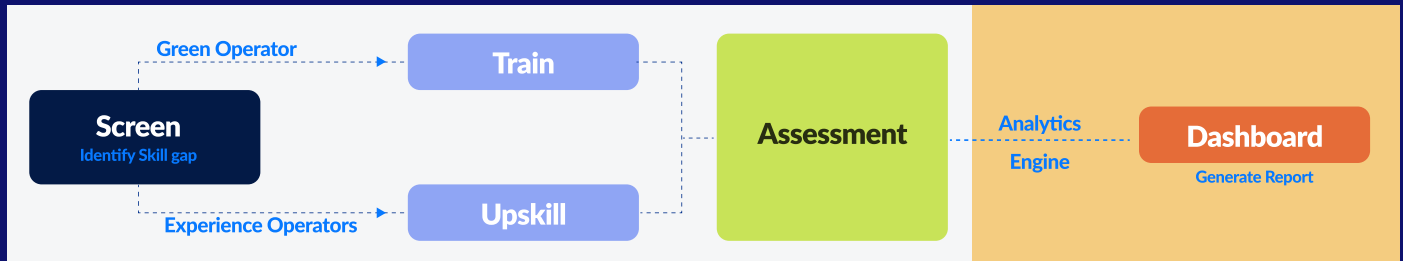 Green Operator
Train
Screen
Identify Skill gap
Experience Operators
Upskill
Assessment
Analytics
Engine
Dashboard
Generate Report